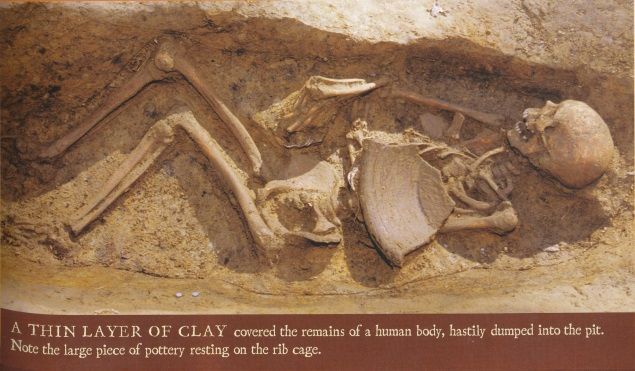 A THIN LAYER OF CLAY covered the remains of a human body, hastily dumped into the pit.
Note the large piece of pottery resting on the rib cage.